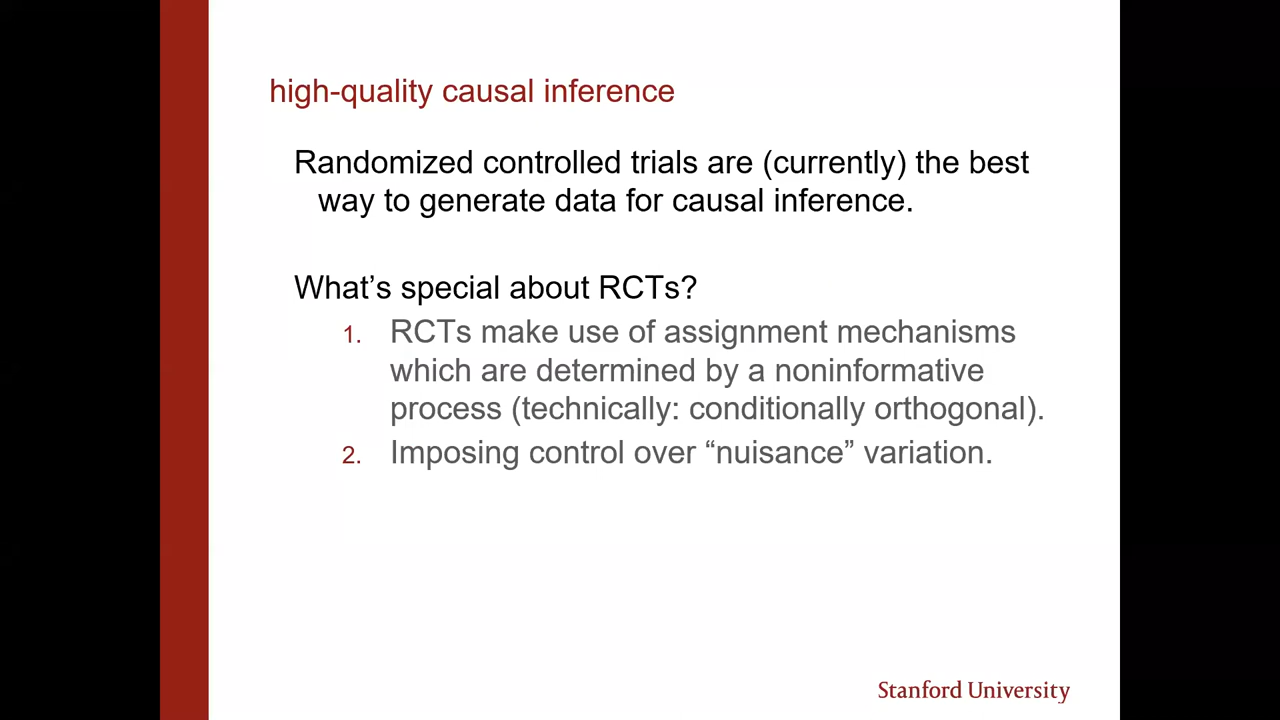 high-quality causal inference
Randomized controlled trials are (currently) the best
way to generate data for causal inference.
What’s special about RCTs?
1. RCTs make use of assignment mechanisms
which are determined by a noninformative
process (technically: conditionally orthogonal).
2. Imposing control over “nuisance” variation.
Stanford University